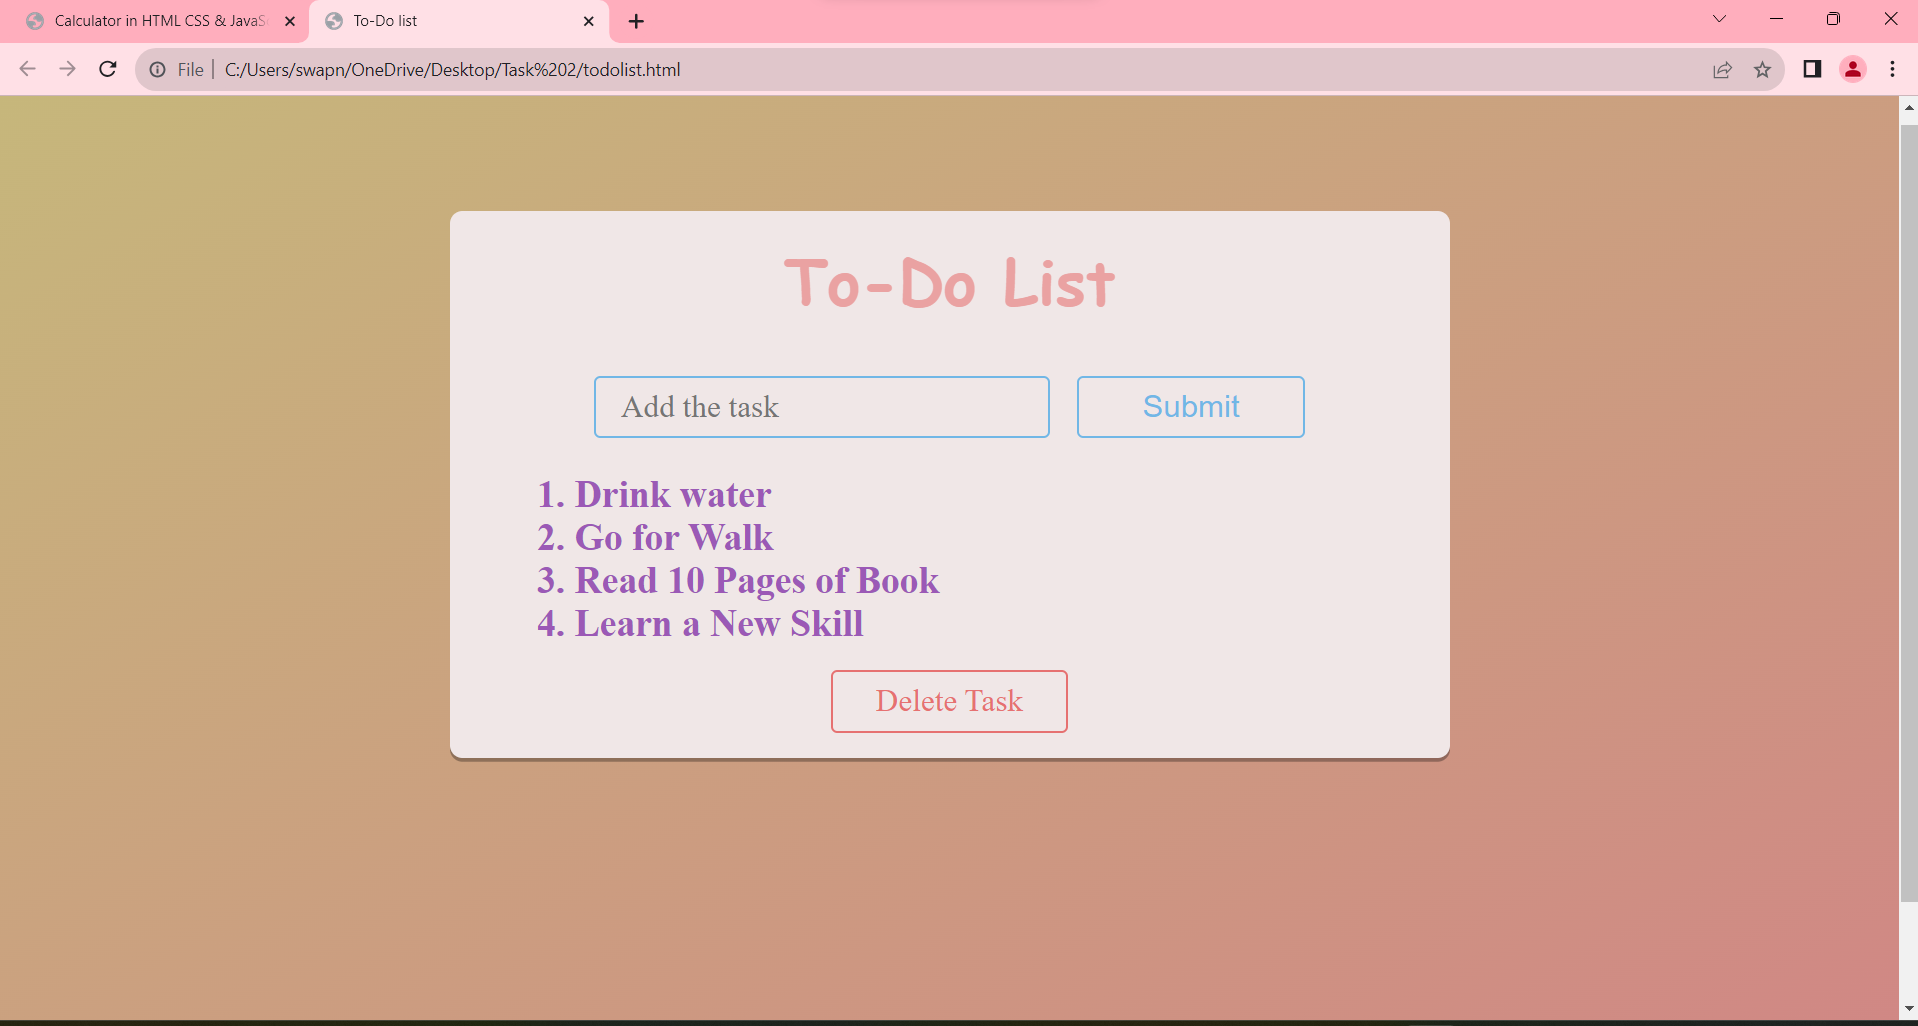 Calculator in HTML CSS & JavaS
To-Do list
File
C:/Users/swapn/OneDrive/Desktop/Task%202/todolist.html
To-Do List
Add the task
Submit
1. Drink water
2. Go for Walk
3. Read 10 Pages of Book
4. Learn a New Skill
Delete Task